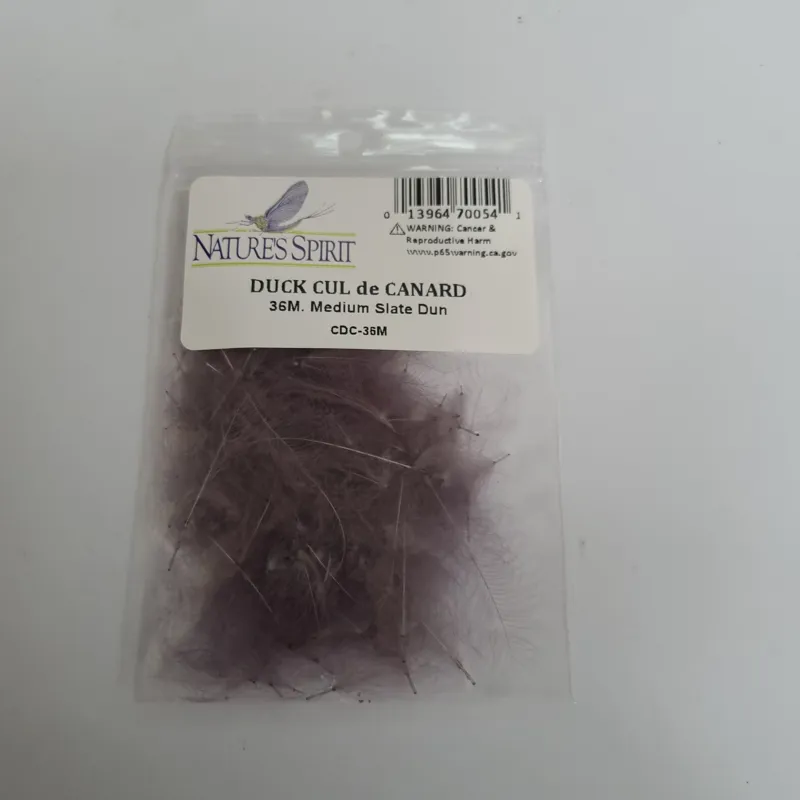 NATURE'S SPIRIT
0 13964 70054 1
WARNING: Cancer &
Reproductive Harm
www.p65warning.ca.gov
DUCK CUL de CANARD
36M. Medium Slate Dun
CDC-36M